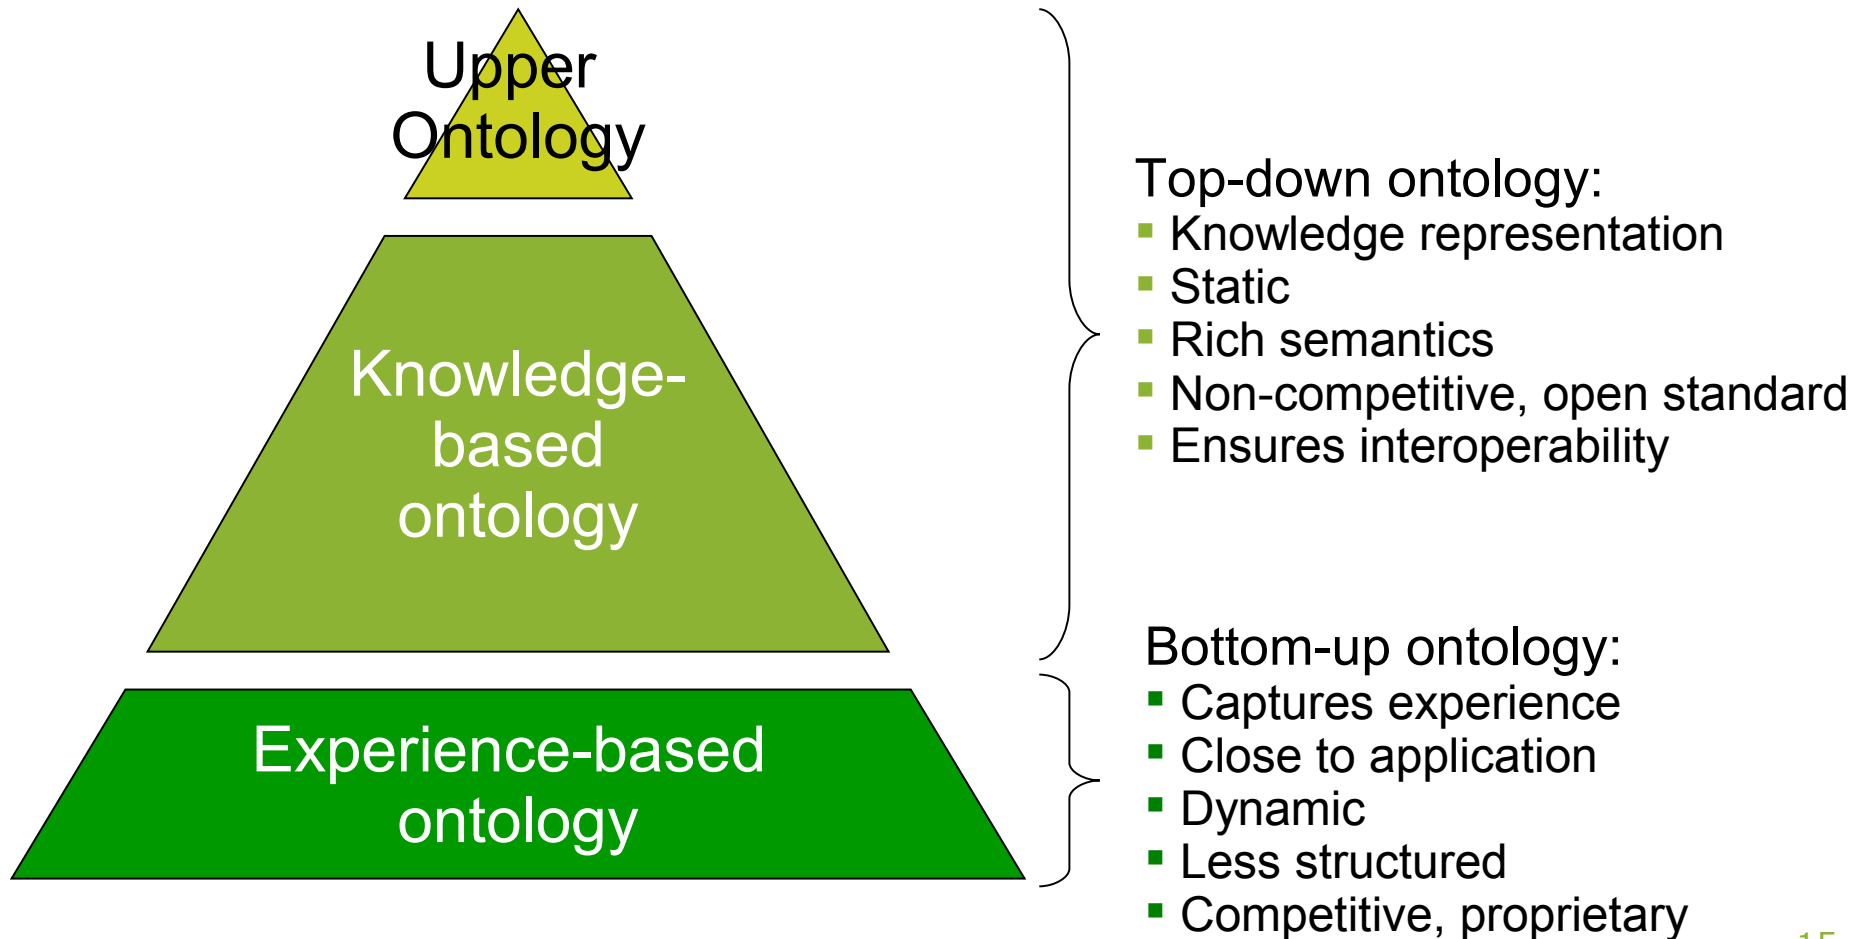 Upper
Ontology
Knowledge-
based
ontology
Experience-based
ontology
Top-down ontology:
▪ Knowledge representation
▪ Static
▪ Rich semantics
▪ Non-competitive, open standard
▪ Ensures interoperability
Bottom-up ontology:
▪ Captures experience
▪ Close to application
▪ Dynamic
▪ Less structured
▪ Competitive, proprietary